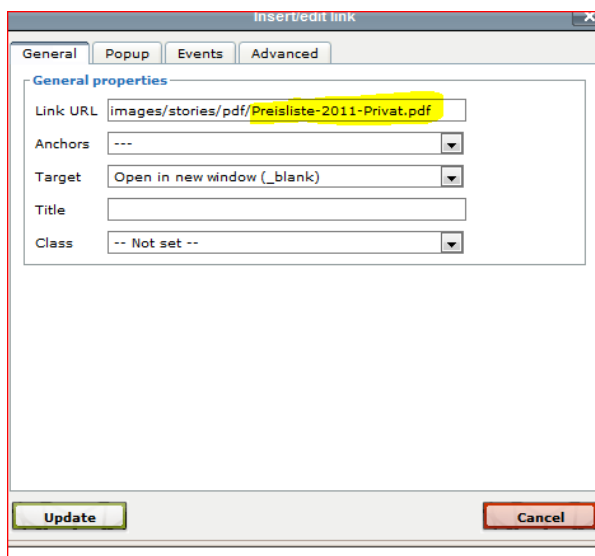 Insert/edit link
General Popup Events Advanced
General properties
Link URL images/stories/pdf/Preisliste-2011-Privat.pdf
Anchors ---
Target Open in new window (_blank)
Title
Class -- Not set --
Update Cancel